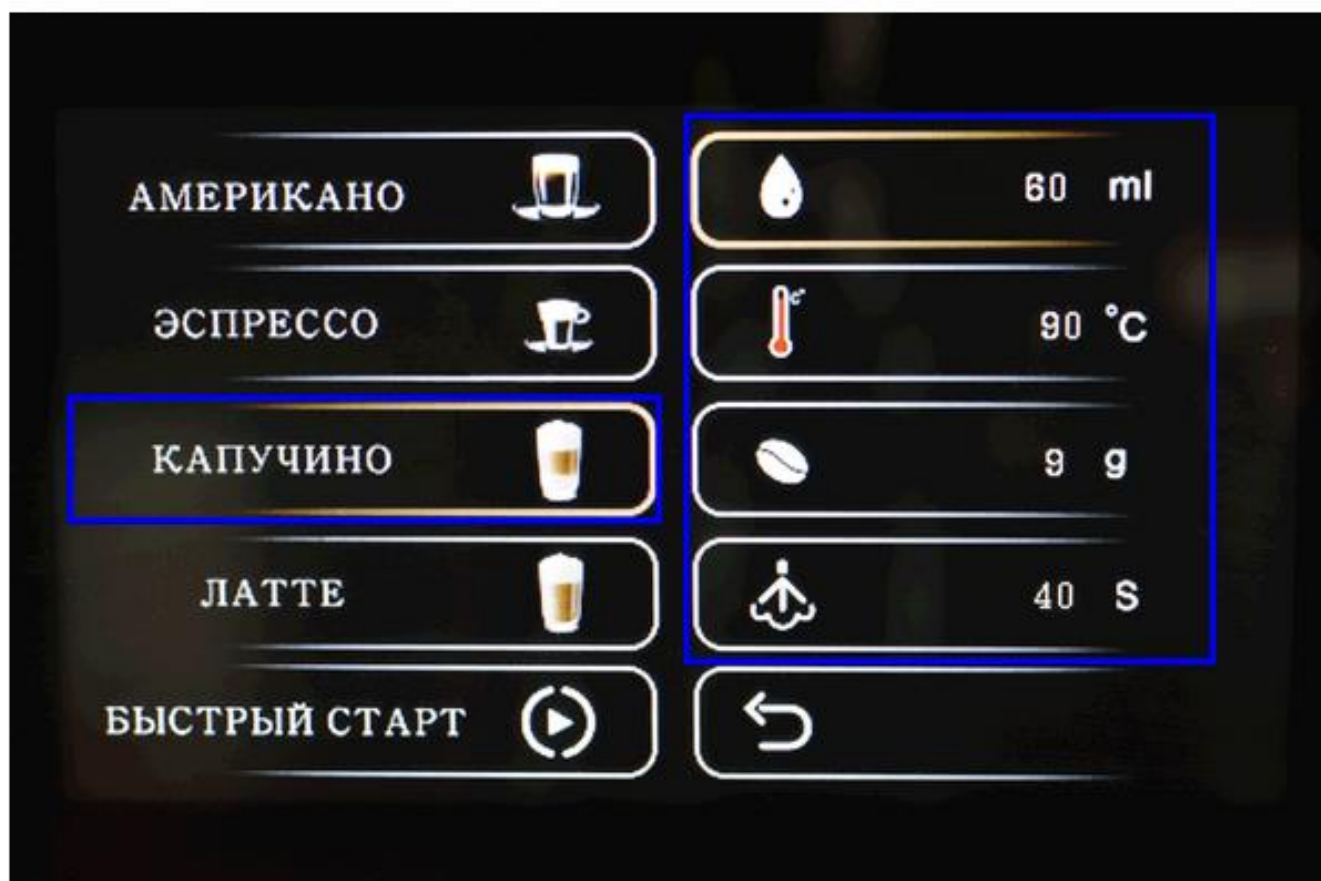 АМЕРИКАНО
60 ml
ЭСПРЕССО
90 °C
КАПУЧИНО
9 g
ЛАТТЕ
40 S
БЫСТРЫЙ СТАРТ